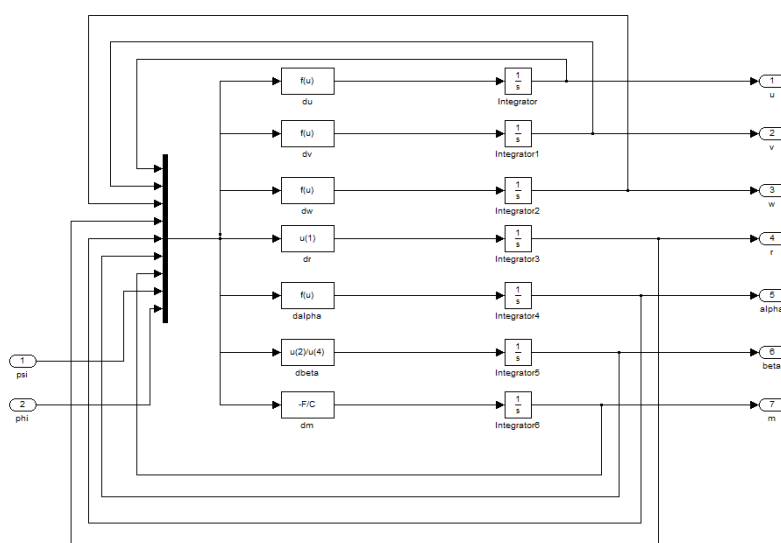 f(u)
1
s
1
du
Integrator
u
f(u)
1
s
2
dv
Integrator1
v
f(u)
1
s
3
dw
Integrator2
w
u(1)
1
s
4
dr
Integrator3
r
f(u)
1
s
5
dalpha
Integrator4
alpha
1
psi
u(2)/u(4)
1
s
6
dbeta
Integrator5
beta
2
phi
-F/C
1
s
7
dm
Integrator6
m